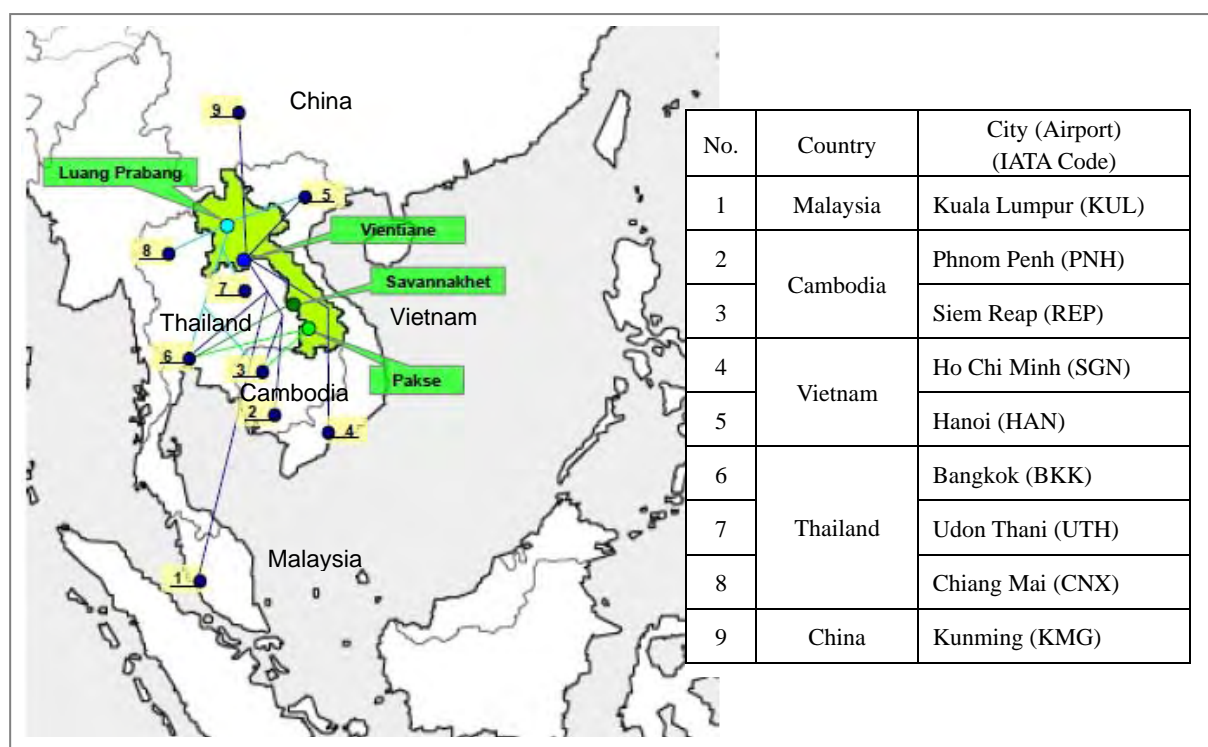 China
9
Luang Prabang
5
Vientiane
8
Savannakhet
7
Thailand
Vietnam
6
3
Pakse
Cambodia
2
4
Malaysia
1
No. Country City (Airport)
(IATA Code)
1 Malaysia Kuala Lumpur (KUL)
2 Cambodia Phnom Penh (PNH)
3 Siem Reap (REP)
4 Vietnam Ho Chi Minh (SGN)
5 Hanoi (HAN)
6 Thailand Bangkok (BKK)
7 Udon Thani (UTH)
8 Chiang Mai (CNX)
9 China Kunming (KMG)